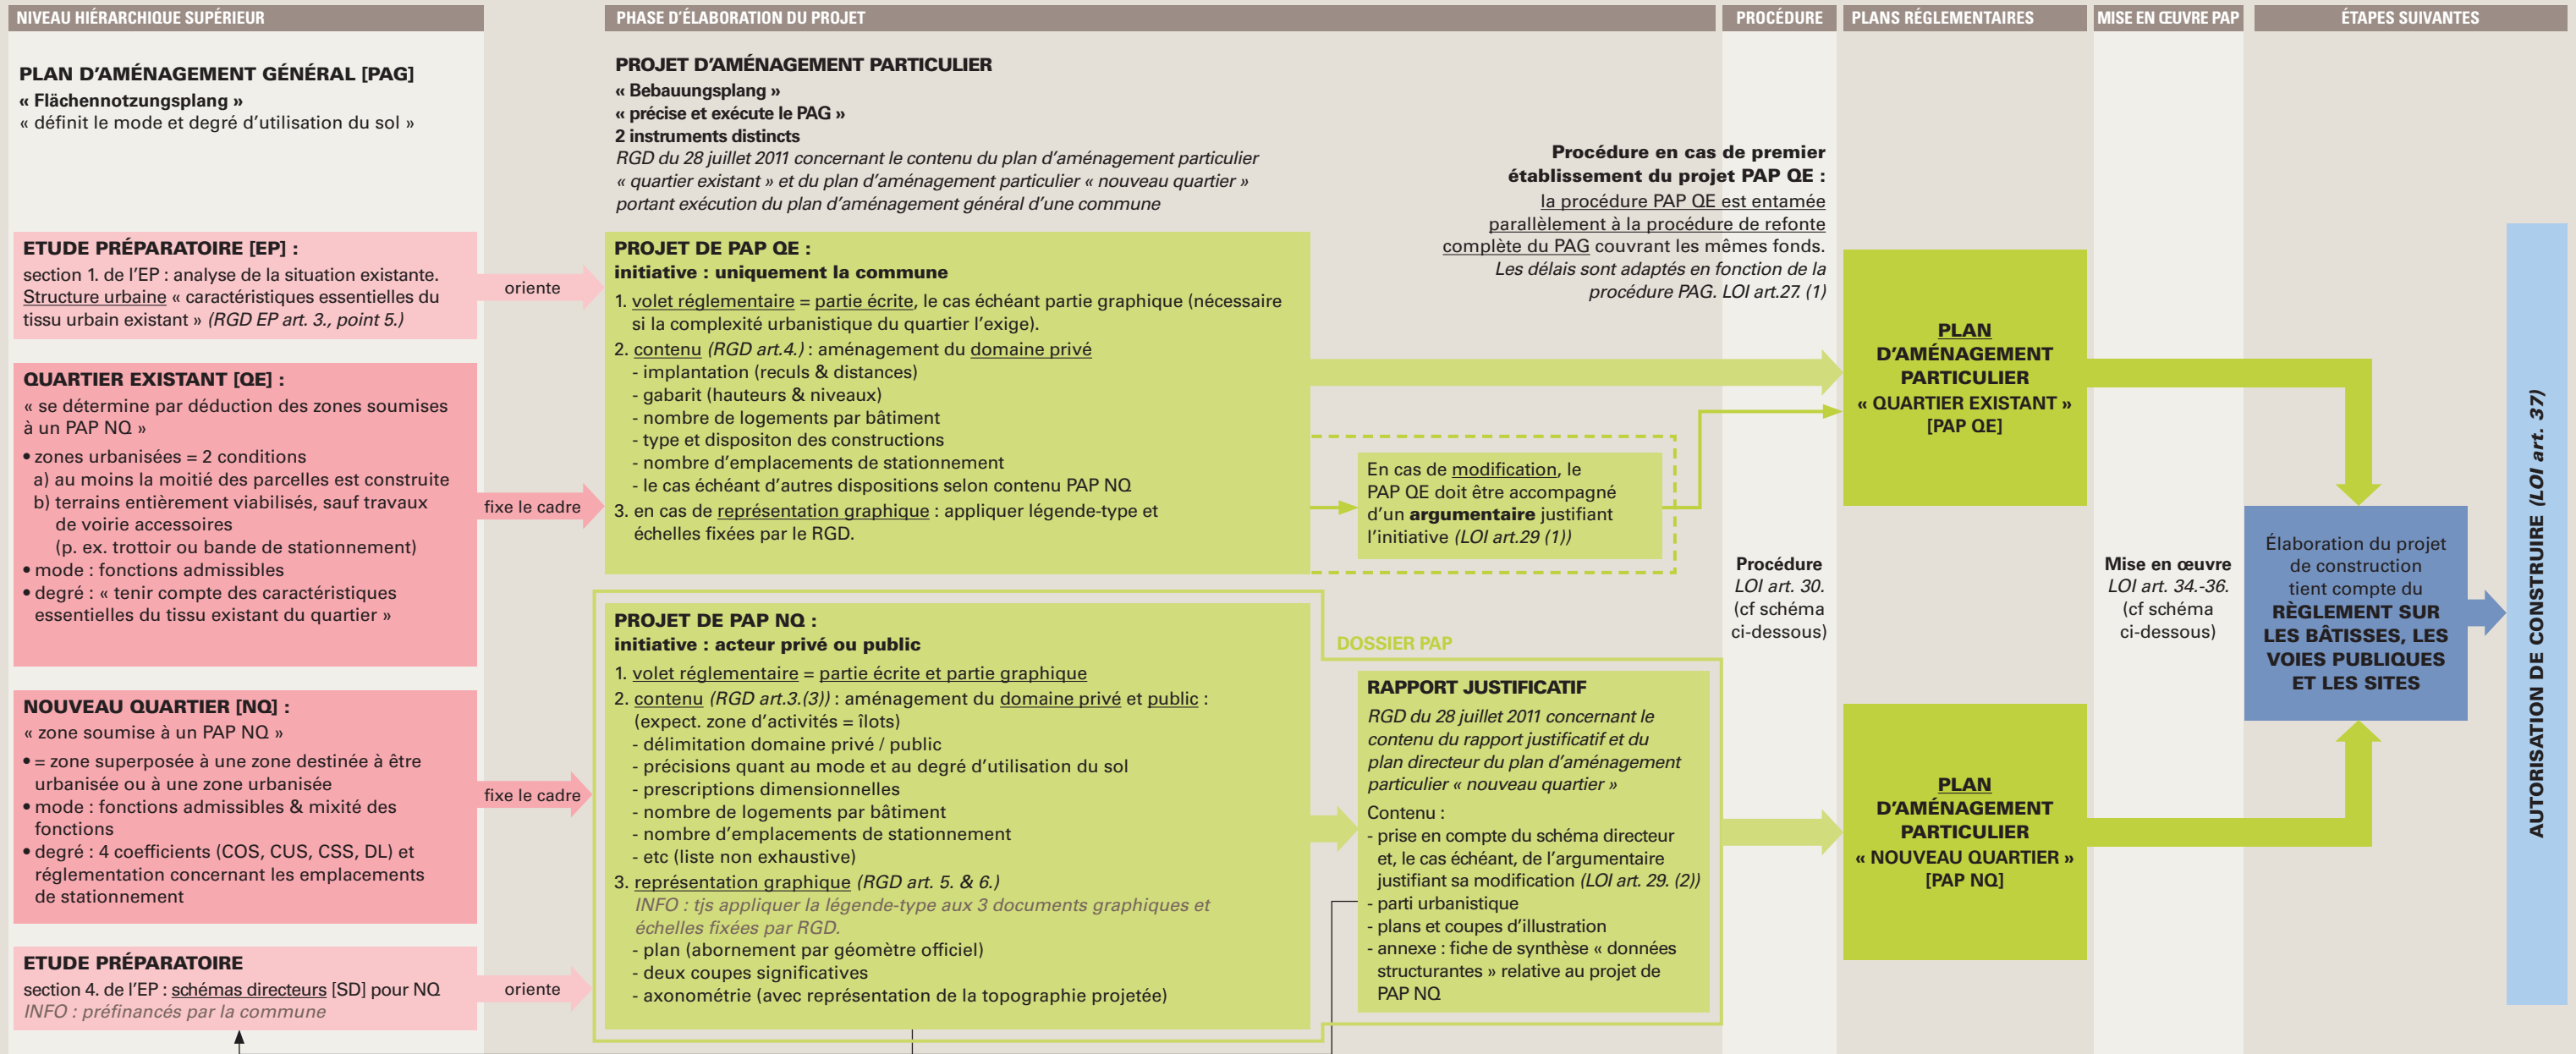 NIVEAU HIÉRARCHIQUE SUPÉRIEUR
PHASE D'ÉLABORATION DU PROJET
PROCÉDURE
PLANS RÉGLEMENTAIRES
MISE EN ŒUVRE PAP
ÉTAPES SUIVANTES
PLAN D'AMÉNAGEMENT GÉNÉRAL [PAG]
« Flächennotzungsplang »
« définit le mode et degré d'utilisation du sol »
ETUDE PRÉPARATOIRE [EP] :
section 1. de l'EP : analyse de la situation existante.
Structure urbaine « caractéristiques essentielles du
tissu urbain existant » (RGD EP art. 3., point 5.)
oriente
QUARTIER EXISTANT [QE] :
« se détermine par déduction des zones soumises
à un PAP NQ »
• zones urbanisées = 2 conditions
a) au moins la moitié des parcelles est construite
b) terrains entièrement viabilisés, sauf travaux
de voirie accessoires
(p. ex. trottoir ou bande de stationnement)
• mode : fonctions admissibles
• degré : « tenir compte des caractéristiques
essentielles du tissu existant du quartier »
fixe le cadre
NOUVEAU QUARTIER [NQ] :
« zone soumise à un PAP NQ »
• = zone superposée à une zone destinée à être
urbanisée ou à une zone urbanisée
• mode : fonctions admissibles & mixité des
fonctions
• degré : 4 coefficients (COS, CUS, CSS, DL) et
réglementation concernant les emplacements
de stationnement
fixe le cadre
ETUDE PRÉPARATOIRE
section 4. de l'EP : schémas directeurs [SD] pour NQ
INFO : préfinancés par la commune
oriente
PROJET D'AMÉNAGEMENT PARTICULIER
« Bebauungsplang »
« précise et exécute le PAG »
2 instruments distincts
RGD du 28 juillet 2011 concernant le contenu du plan d'aménagement particulier
« quartier existant » et du plan d'aménagement particulier « nouveau quartier »
portant exécution du plan d'aménagement général d'une commune
PROJET DE PAP QE :
initiative : uniquement la commune
1. volet réglementaire = partie écrite, le cas échéant partie graphique (nécessaire
si la complexité urbanistique du quartier l'exige).
2. contenu (RGD art.4.) : aménagement du domaine privé
- implantation (reculs & distances)
- gabarit (hauteurs & niveaux)
- nombre de logements par bâtiment
- type et dispositon des constructions
- nombre d'emplacements de stationnement
- le cas échéant d'autres dispositions selon contenu PAP NQ
3. en cas de représentation graphique : appliquer légende-type et
échelles fixées par le RGD.
En cas de modification, le
PAP QE doit être accompagné
d'un argumentaire justifiant
l'initiative (LOI art.29 (1))
PROJET DE PAP NQ :
initiative : acteur privé ou public
1. volet réglementaire = partie écrite et partie graphique
2. contenu (RGD art.3.(3)) : aménagement du domaine privé et public :
(expect. zone d'activités = îlots)
- délimitation domaine privé / public
- précisions quant au mode et au degré d'utilisation du sol
- prescriptions dimensionnelles
- nombre de logements par bâtiment
- nombre d'emplacements de stationnement
- etc (liste non exhaustive)
3. représentation graphique (RGD art. 5. & 6.)
INFO : tjs appliquer la légende-type aux 3 documents graphiques et
échelles fixées par RGD.
- plan (abornement par géomètre officiel)
- deux coupes significatives
- axonométrie (avec représentation de la topographie projetée)
DOSSIER PAP
RAPPORT JUSTIFICATIF
RGD du 28 juillet 2011 concernant le
contenu du rapport justificatif et du
plan directeur du plan d'aménagement
particulier « nouveau quartier »
Contenu :
- prise en compte du schéma directeur
et, le cas échéant, de l'argumentaire
justifiant sa modification (LOI art. 29. (2))
- parti urbanistique
- plans et coupes d'illustration
- annexe : fiche de synthèse « données
structurantes » relative au projet de
PAP NQ
Procédure en cas de premier
établissement du projet PAP QE :
la procédure PAP QE est entamée
parallèlement à la procédure de refonte
complète du PAG couvrant les mêmes fonds.
Les délais sont adaptés en fonction de la
procédure PAG. LOI art.27. (1)
Procédure
LOI art. 30.
(cf schéma
ci-dessous)
PLAN
D'AMÉNAGEMENT
PARTICULIER
« QUARTIER EXISTANT »
[PAP QE]
PLAN
D'AMÉNAGEMENT
PARTICULIER
« NOUVEAU QUARTIER »
[PAP NQ]
Mise en œuvre
LOI art. 34.-36.
(cf schéma
ci-dessous)
Élaboration du projet
de construction
tient compte du
RÈGLEMENT SUR
LES BÂTISSES, LES
VOIES PUBLIQUES
ET LES SITES
AUTORISATION DE CONSTRUIRE (LOI art. 37)